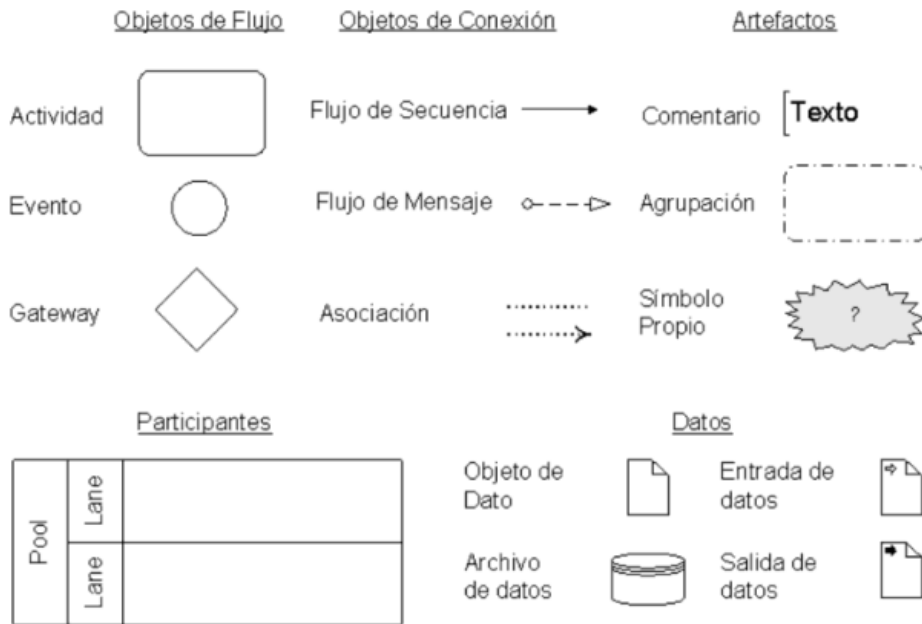 Objetos de Flujo
Objetos de Conexión
Artefactos
Actividad
Flujo de Secuencia
Comentario
Texto
Evento
Flujo de Mensaje
Agrupación
Gateway
Asociación
Símbolo
Propio
?
Participantes
Datos
Pool
Lane
Lane
Objeto de
Dato
Entrada de
datos
Archivo
de datos
Salida de
datos